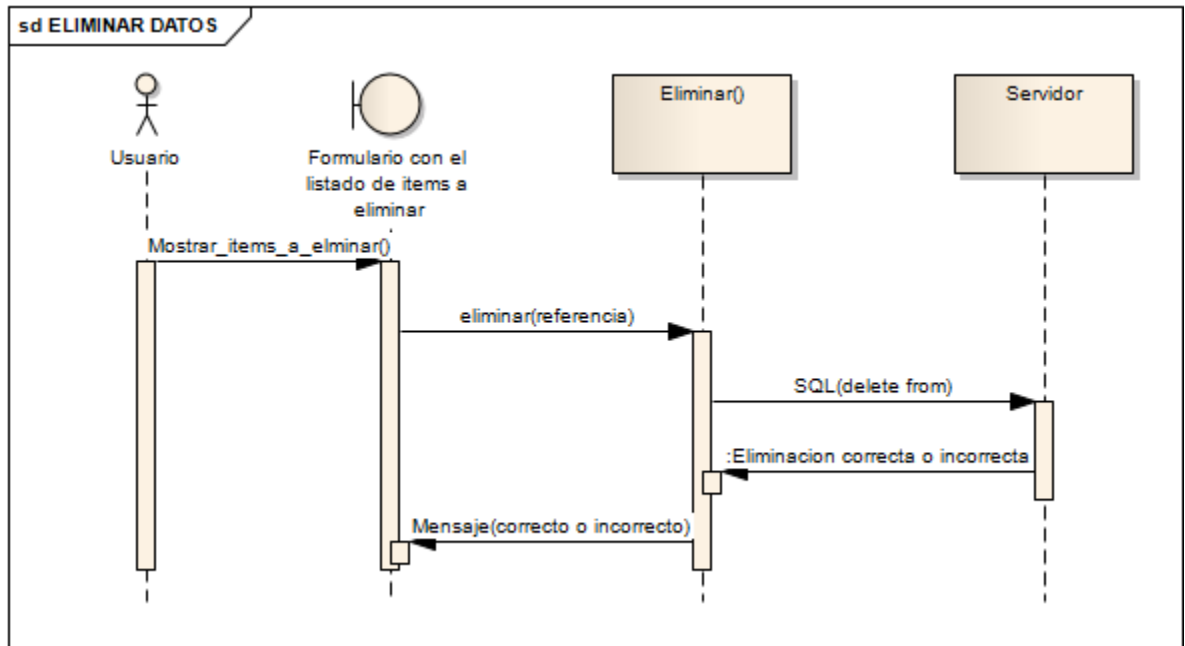 sd ELIMINAR DATOS
Usuario
Formulario con el
listado de items a
eliminar
Eliminar()
Servidor
Mostrar_items_a_elminar()
eliminar(referencia)
SQL(delete from)
:Eliminacion correcta o incorrecta
Mensaje(correcto o incorrecto)